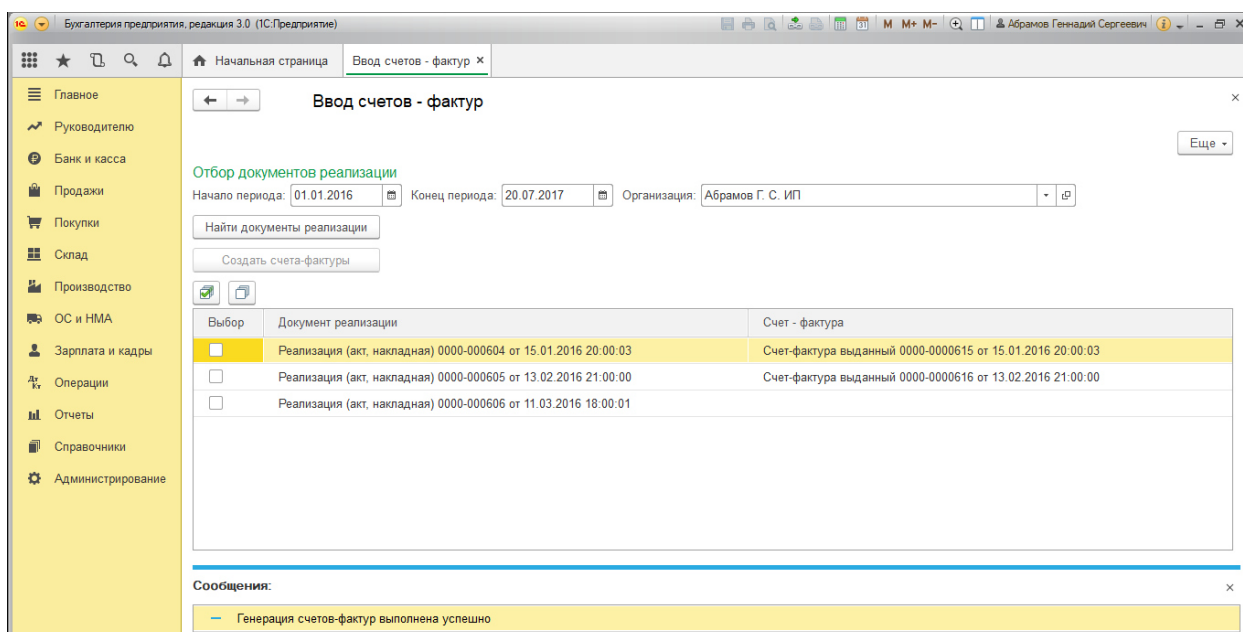 1С Бухгалтерия предприятия, редакция 3.0 (1С:Предприятие) 31 M M+ M- Абрамов Геннадий Сергеевич i
Начальная страница Ввод счетов - фактур ×
Главное
Руководителю
Банк и касса
Продажи
Покупки
Склад
Производство
ОС и НМА
Зарплата и кадры
Дт Кт Операции
Отчеты
Справочники
Администрирование
Ввод счетов - фактур
Еще
Отбор документов реализации
Начало периода: 01.01.2016 Конец периода: 20.07.2017 Организация: Абрамов Г. С. ИП
Найти документы реализации
Создать счета-фактуры
Выбор Документ реализации Счет - фактура
Реализация (акт, накладная) 0000-000604 от 15.01.2016 20:00:03 Счет-фактура выданный 0000-0000615 от 15.01.2016 20:00:03
Реализация (акт, накладная) 0000-000605 от 13.02.2016 21:00:00 Счет-фактура выданный 0000-0000616 от 13.02.2016 21:00:00
Реализация (акт, накладная) 0000-000606 от 11.03.2016 18:00:01
Сообщения:
Генерация счетов-фактур выполнена успешно